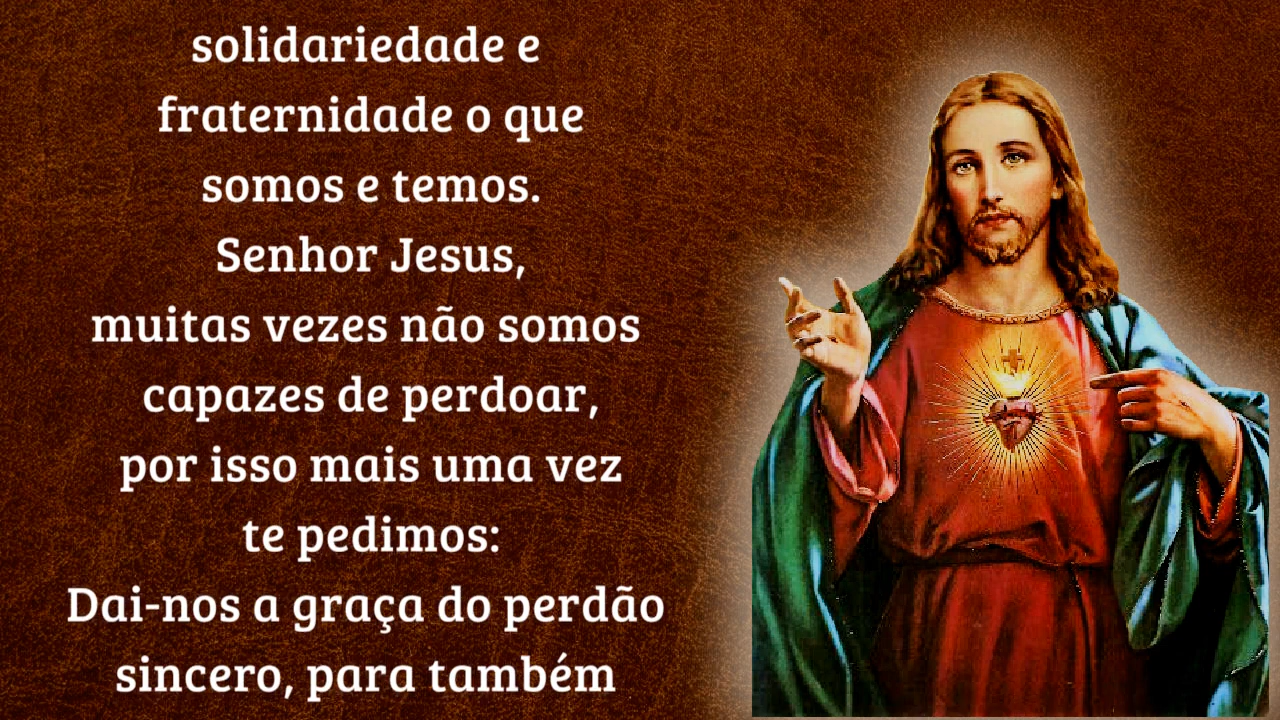 solidariedade e
fraternidade o que
somos e temos.
Senhor Jesus,
muitas vezes não somos
capazes de perdoar,
por isso mais uma vez
te pedimos:
Dai-nos a graça do perdão
sincero, para também